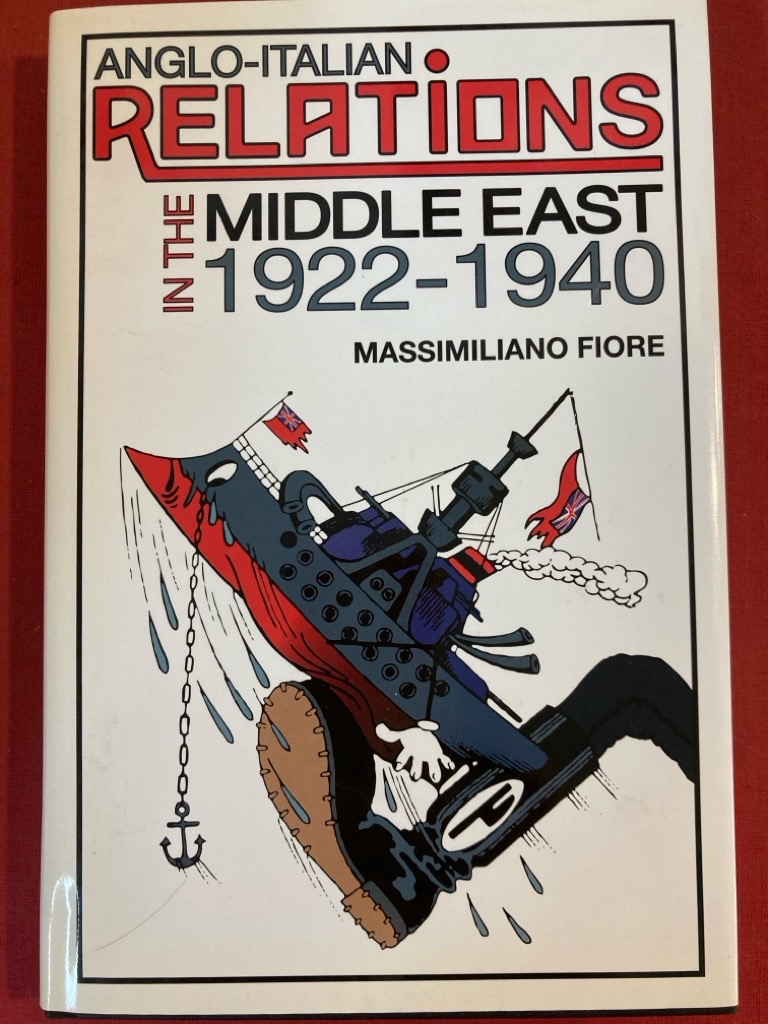 ANGLO-ITALIAN
RELATIONS
IN THE
MIDDLE EAST
1922-1940
MASSIMILIANO FIORE